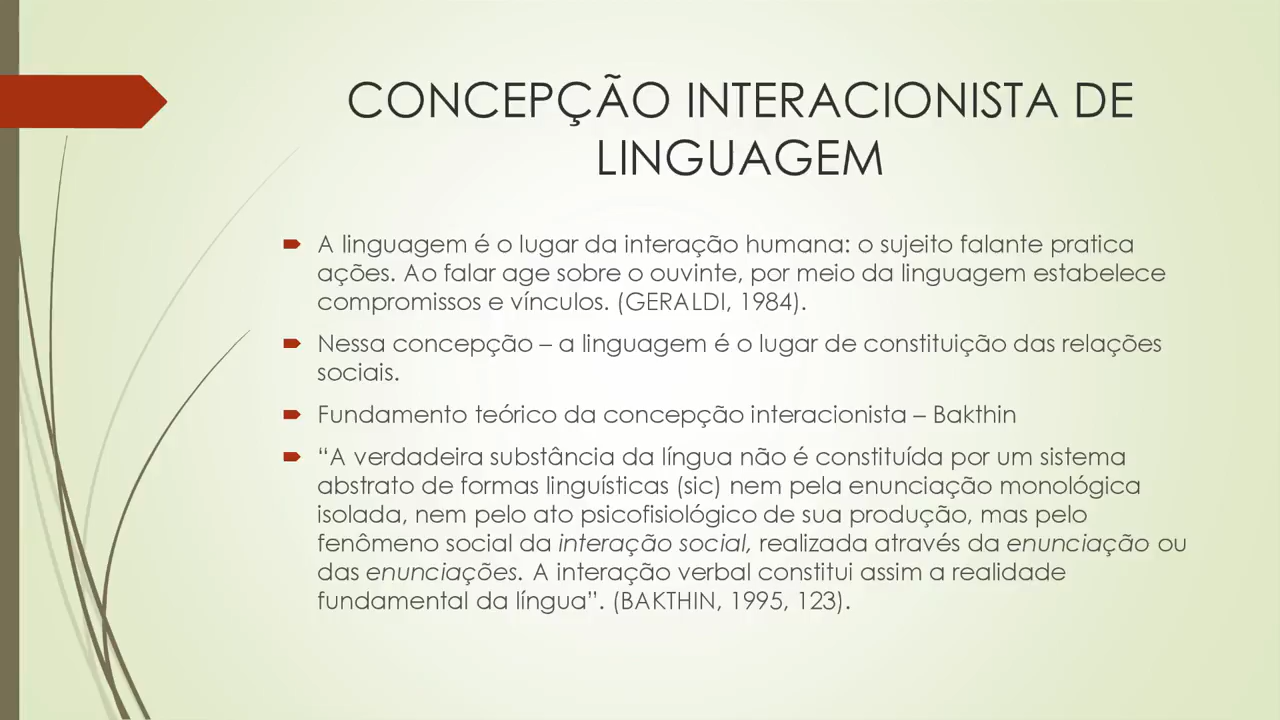 CONCEPÇÃO INTERACIONISTA DE
LINGUAGEM
A linguagem é o lugar da interação humana: o sujeito falante pratica
ações. Ao falar age sobre o ouvinte, por meio da linguagem estabelece
compromissos e vínculos. (GERALDI, 1984).
Nessa concepção – a linguagem é o lugar de constituição das relações
sociais.
Fundamento teórico da concepção interacionista – Bakthin
“A verdadeira substância da língua não é constituída por um sistema
abstrato de formas linguísticas (sic) nem pela enunciação monológica
isolada, nem pelo ato psicofisiológico de sua produção, mas pelo
fenômeno social da interação social, realizada através da enunciação ou
das enunciações. A interação verbal constitui assim a realidade
fundamental da língua”. (BAKTHIN, 1995, 123).